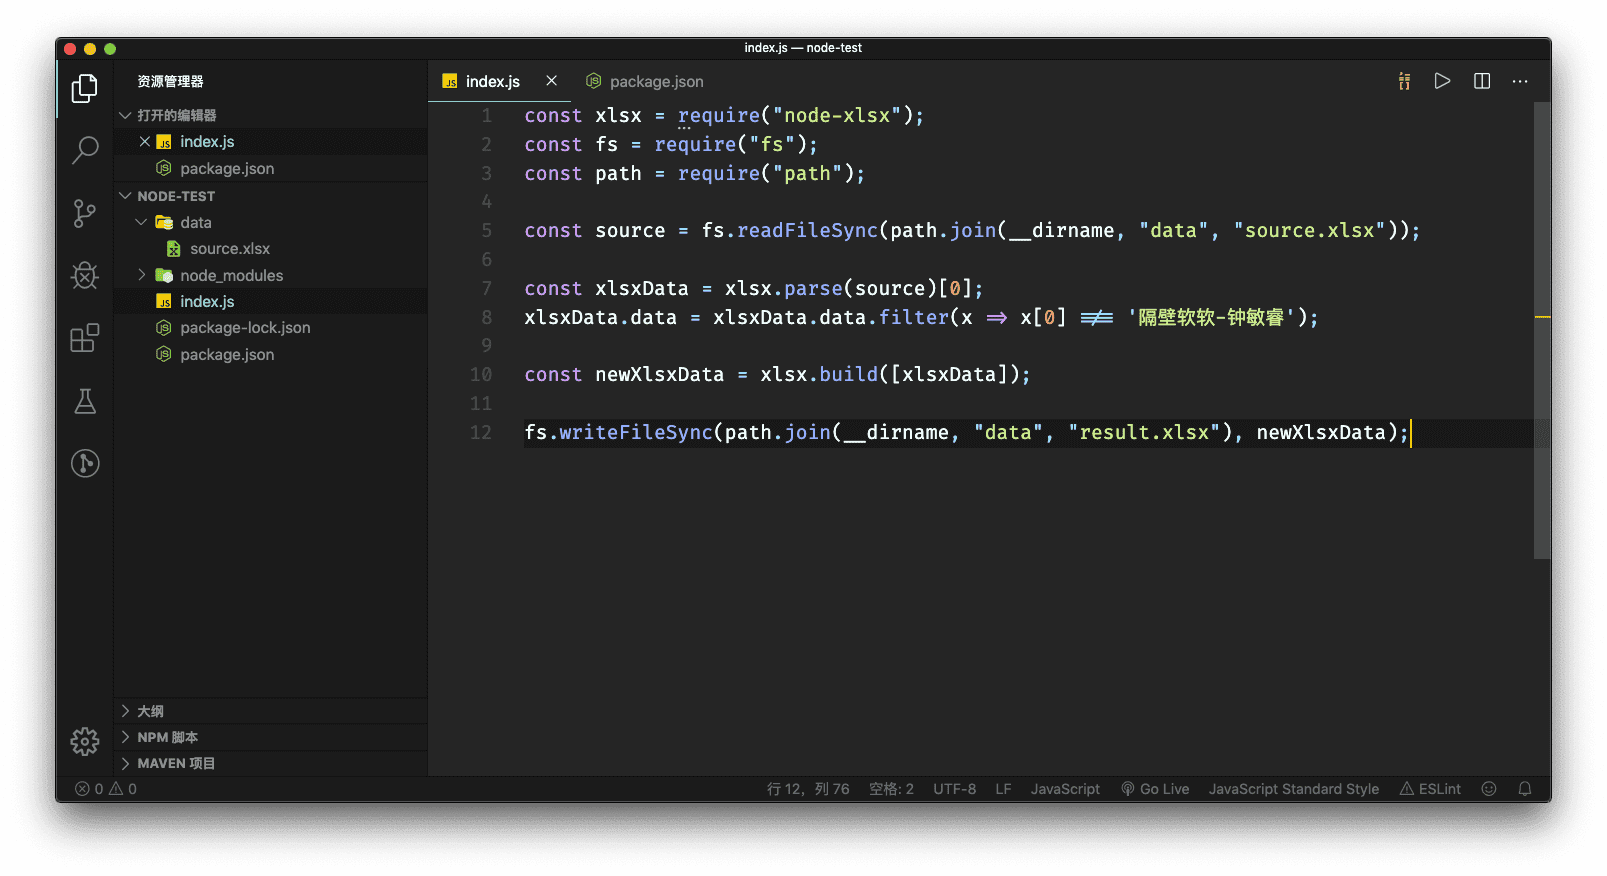 index.js — node-test
资源管理器
打开的编辑器
JS index.js
package.json
NODE-TEST
data
source.xlsx
node_modules
JS index.js
package-lock.json
package.json
大纲
NPM 脚本
MAVEN 项目
JS index.js
package.json
1 const xlsx = require("node-xlsx");
2 const fs = require("fs");
3 const path = require("path");
4
5 const source = fs.readFileSync(path.join(__dirname, "data", "source.xlsx"));
6
7 const xlsxData = xlsx.parse(source)[0];
8 xlsxData.data = xlsxData.data.filter(x => x[0] !== '隔壁软软-钟敏睿');
9
10 const newXlsxData = xlsx.build([xlsxData]);
11
12 fs.writeFileSync(path.join(__dirname, "data", "result.xlsx"), newXlsxData);
0 0 行 12，列 76 空格: 2 UTF-8 LF JavaScript Go Live JavaScript Standard Style ESLint